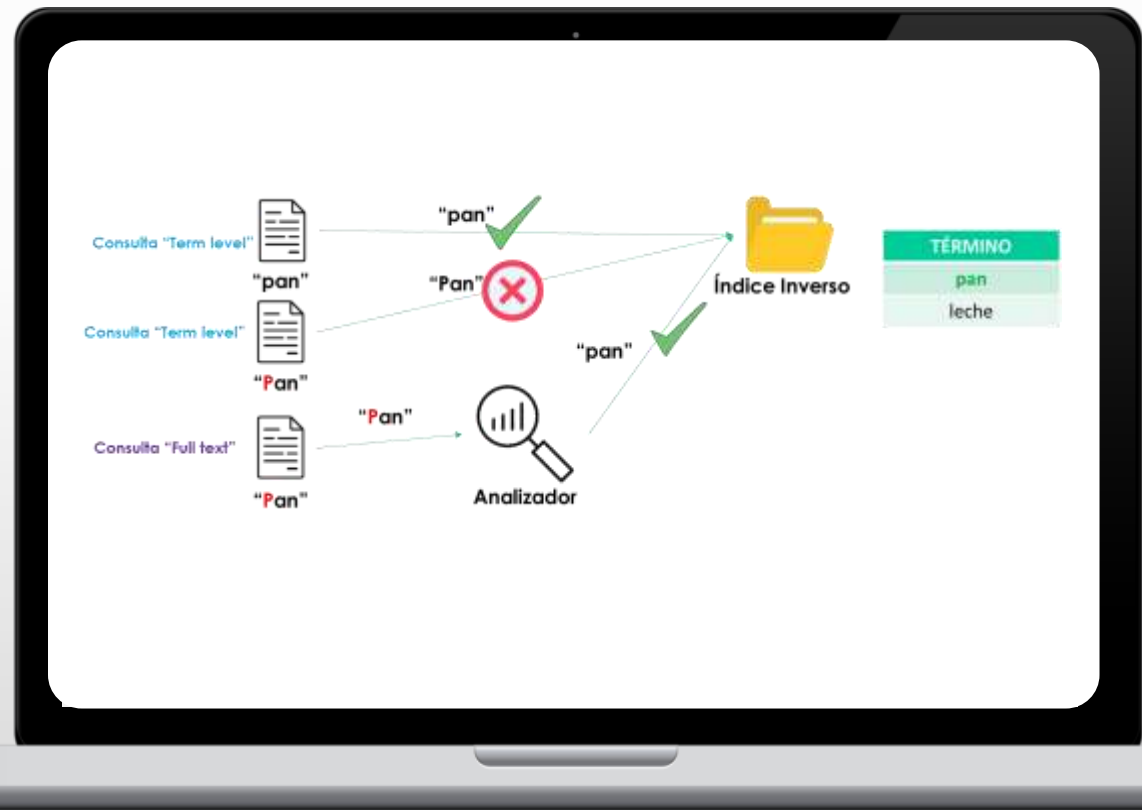 Consulta “Term level”
“pan”
“pan”
Consulta “Term level”
“Pan”
“Pan”
Consulta “Full text”
“Pan”
“Pan”
Analizador
“pan”
Índice Inverso
TÉRMINO
pan
leche